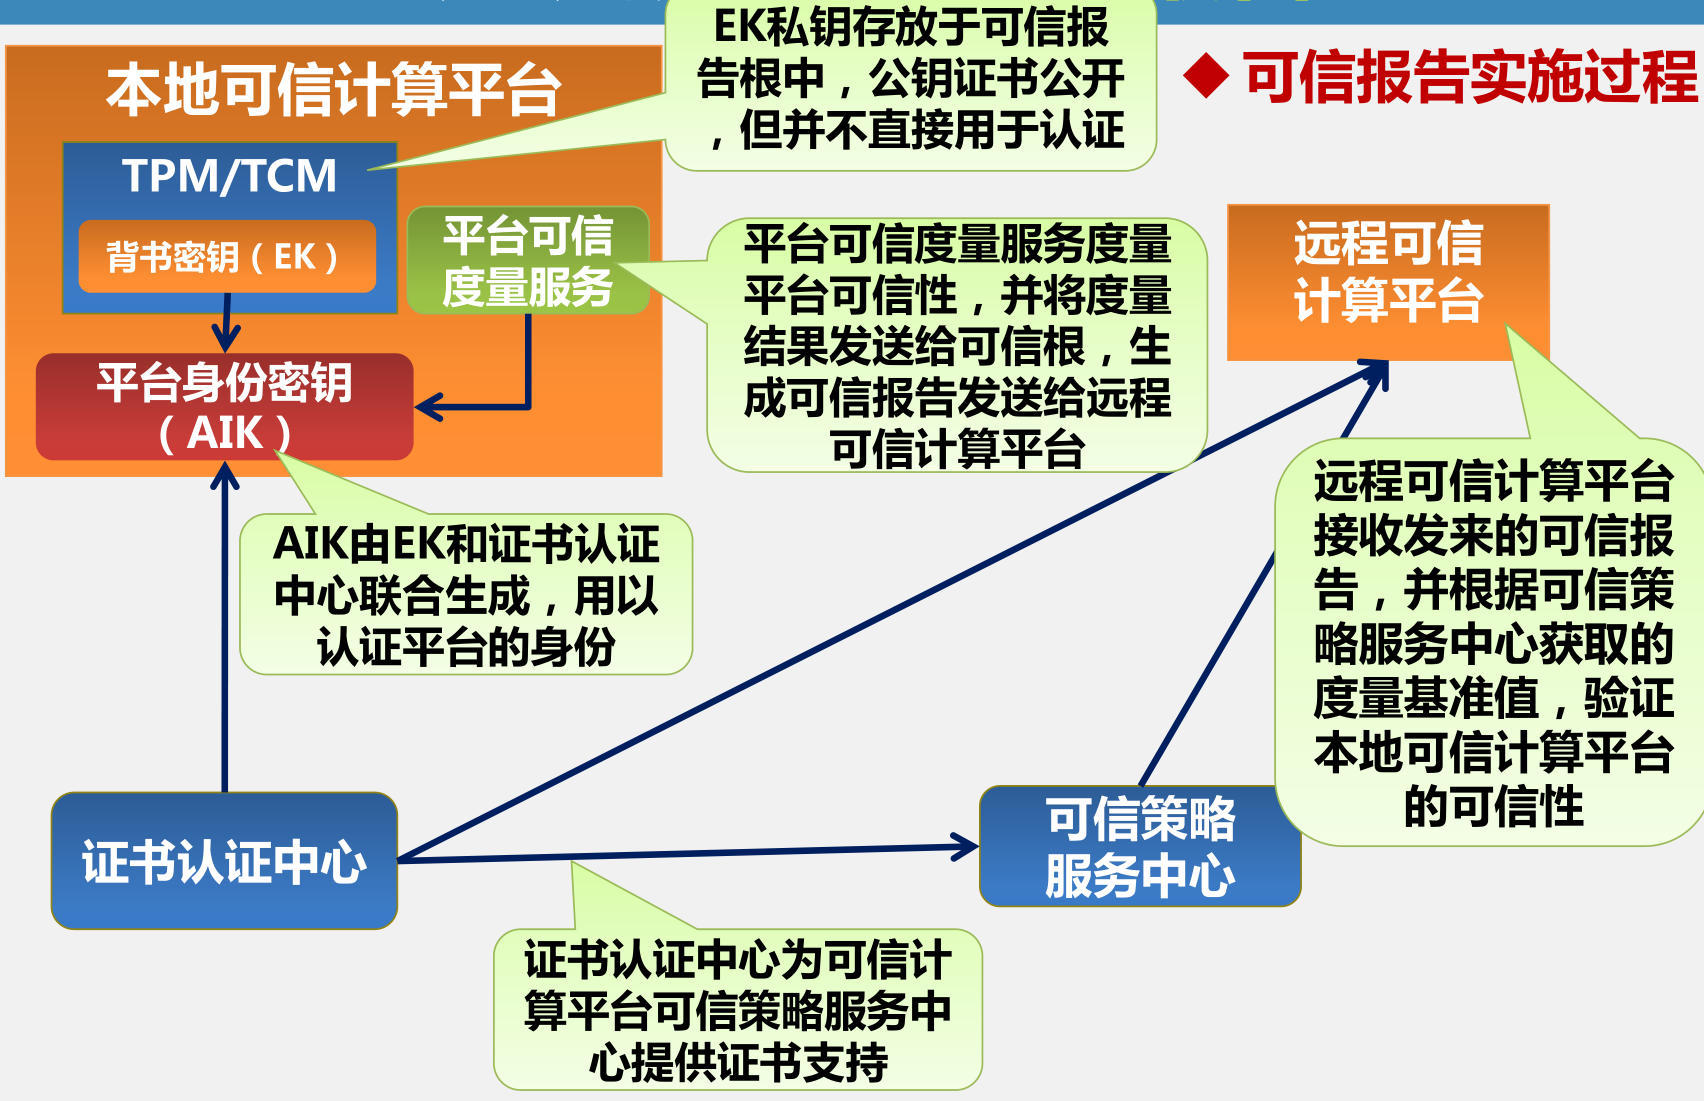 EK私钥存放于可信报
告根中，公钥证书公开
，但并不直接用于认证
◆ 可信报告实施过程
本地可信计算平台
TPM/TCM
背书密钥（EK）
平台可信
度量服务
平台身份密钥
（AIK）
平台可信度量服务度量
平台可信性，并将度量
结果发送给可信根，生
成可信报告发送给远程
可信计算平台
远程可信
计算平台
AIK由EK和证书认证
中心联合生成，用以
认证平台的身份
远程可信计算平台
接收发来的可信报
告，并根据可信策
略服务中心获取的
度量基准值，验证
本地可信计算平台
的可信性
证书认证中心
可信策略
服务中心
证书认证中心为可信计
算平台可信策略服务中
心提供证书支持